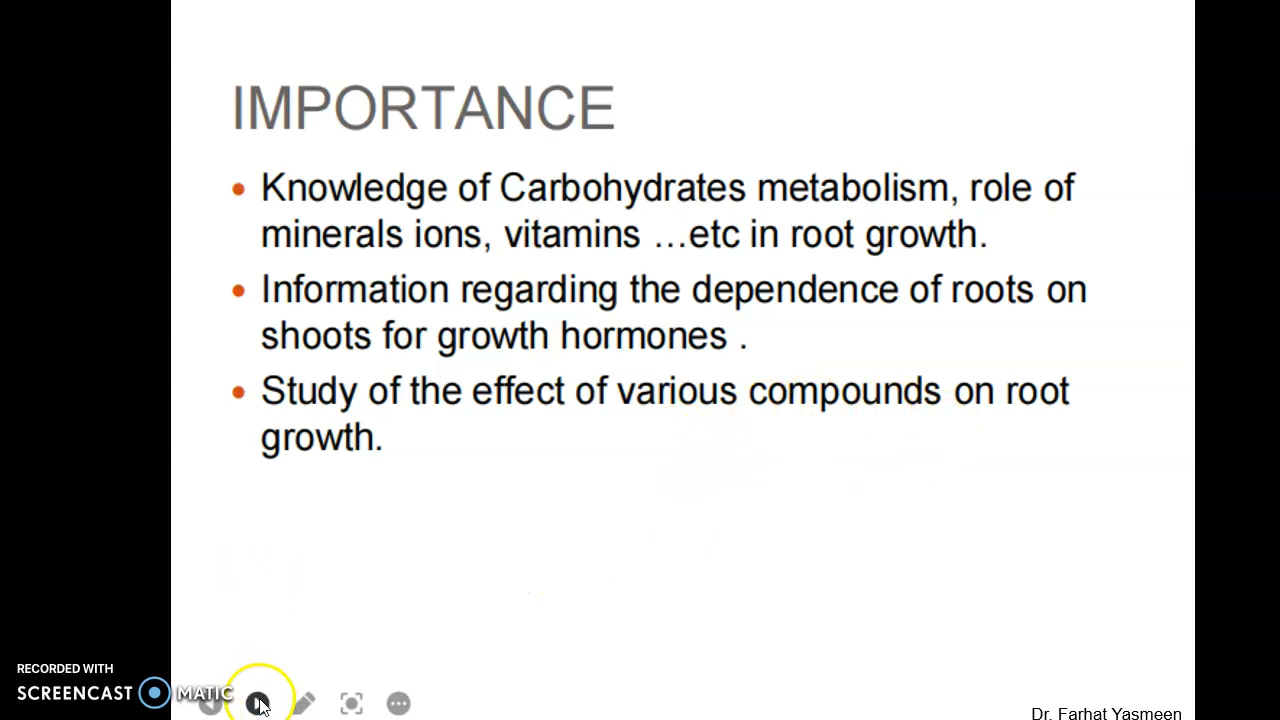 IMPORTANCE
• Knowledge of Carbohydrates metabolism, role of
minerals ions, vitamins …etc in root growth.
• Information regarding the dependence of roots on
shoots for growth hormones .
• Study of the effect of various compounds on root
growth.
RECORDED WITH
SCREENCAST MATIC
Dr. Farhat Yasmeen